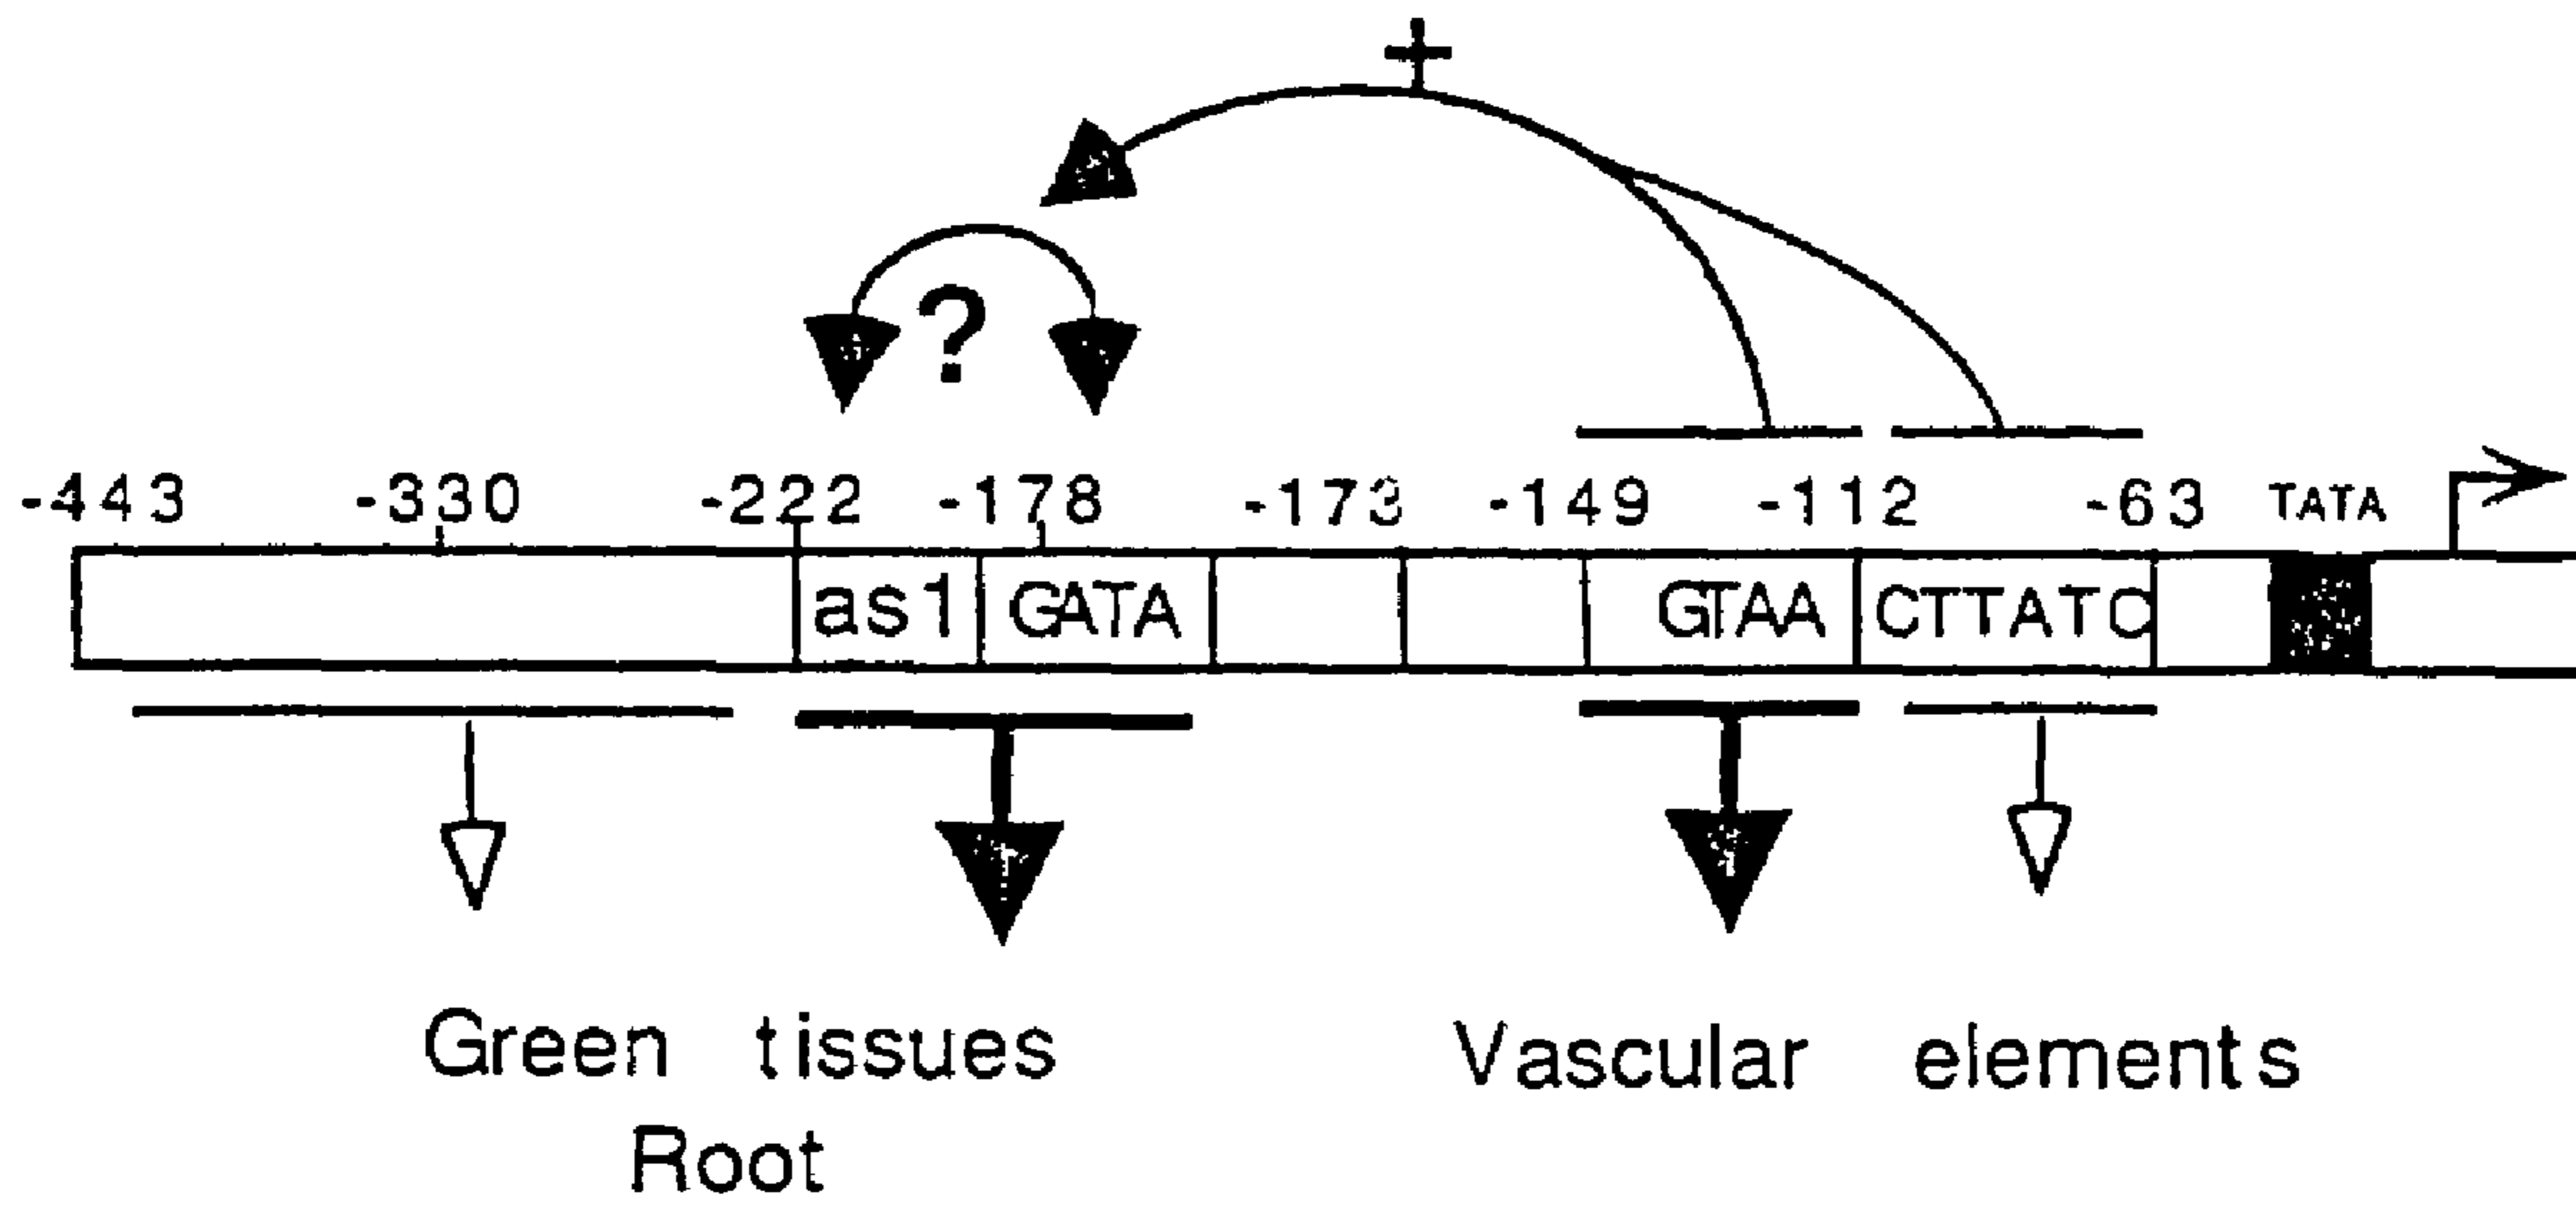 +
?
-443 -330 -222 -178 -173 -149 -112 -63 TATA
as1 GATA GTAA CTTATC
Green tissues Vascular elements
Root